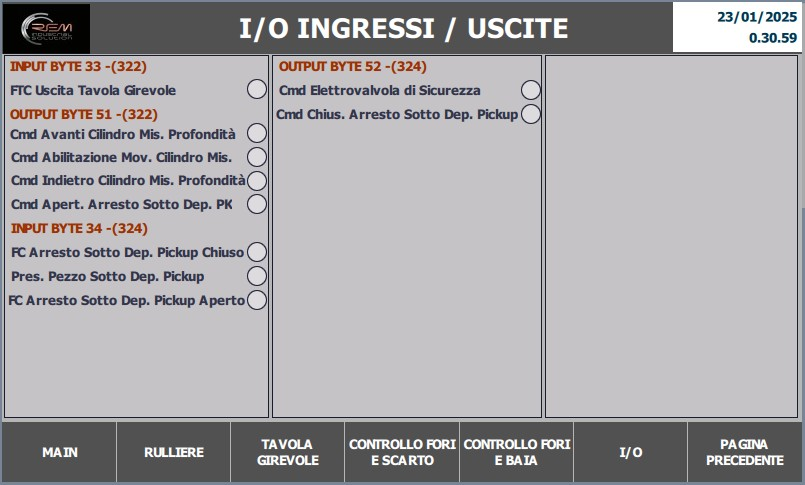 REM
INDUSTRIAL
SOLUTION
I/O INGRESSI / USCITE
23/01/2025
0.30.59
INPUT BYTE 33 -(322)
FTC Uscita Tavola Girevole
OUTPUT BYTE 51 -(322)
Cmd Avanti Cilindro Mis. Profondità
Cmd Abilitazione Mov. Cilindro Mis.
Cmd Indietro Cilindro Mis. Profondità
Cmd Apert. Arresto Sotto Dep. PK
INPUT BYTE 34 -(324)
FC Arresto Sotto Dep. Pickup Chiuso
Pres. Pezzo Sotto Dep. Pickup
FC Arresto Sotto Dep. Pickup Aperto
OUTPUT BYTE 52 -(324)
Cmd Elettrovalvola di Sicurezza
Cmd Chius. Arresto Sotto Dep. Pickup
MAIN
RULLIERE
TAVOLA
GIREVOLE
CONTROLLO FORI
E SCARTO
CONTROLLO FORI
E BAIA
I/O
PAGINA
PRECEDENTE